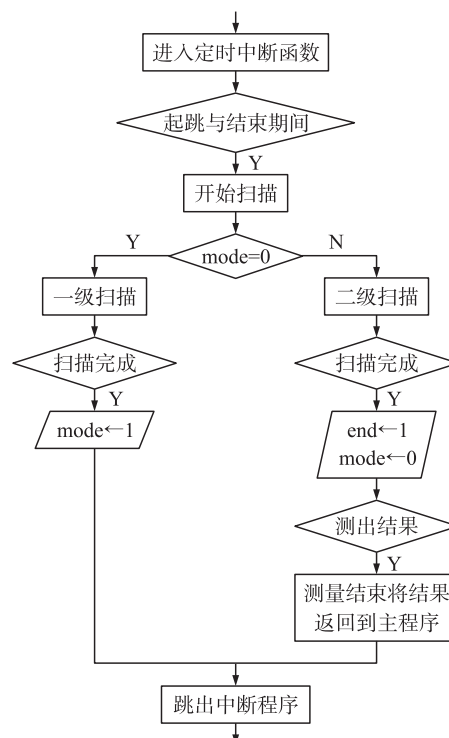 进入定时中断函数
起跳与结束期间
Y
开始扫描
Y
mode=0
N
一级扫描
二级扫描
扫描完成
扫描完成
Y
Y
mode←1
end←1
mode←0
测出结果
Y
测量结束将结果
返回到主程序
跳出中断程序